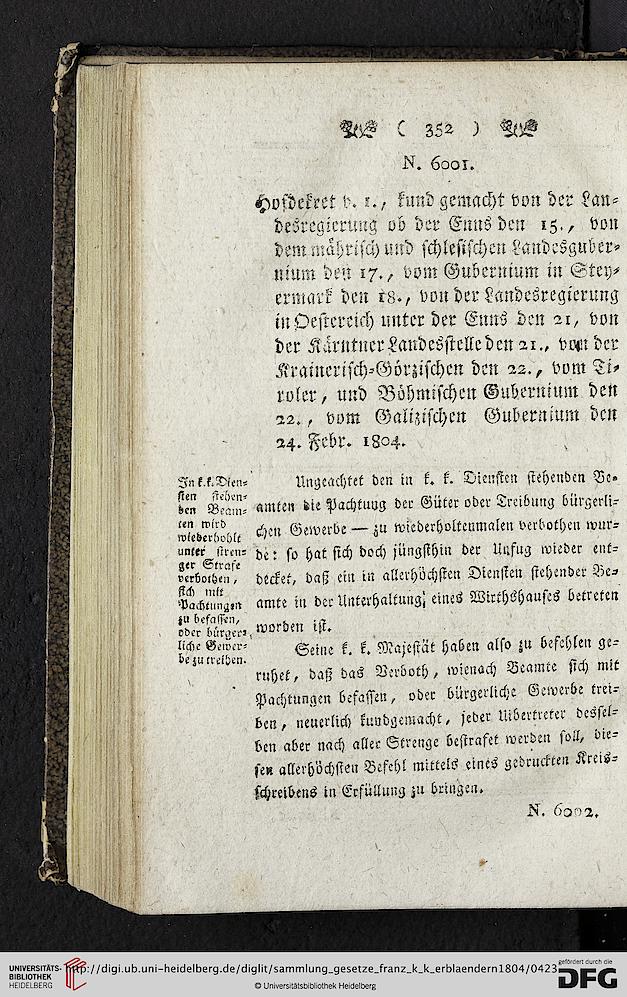 ( 352 )
N. 6001.
Hofdekret v. 1., kund gemacht von der Lan-
desregierung ob der Enns den 15., von
dem mährisch und schlesischen Landesguber-
nium den 17., vom Gubernium in Stey-
ermark den 18., von der Landesregierung
in Oestereich unter der Enns den 21, von
der Kärntner Landesstelle den 21., von der
Krainerisch-Görzischen den 22., vom Ti-
roler, und Böhmischen Gubernium den
22., vom Galizischen Gubernium den
24. Febr. 1804.
In k. k. Dien-
sten stehen-
den Beam-
ten wird
wiederhohlt
unter stren-
ger Strafe
verbothen,
sich mit
Pachtungen
zu befassen,
oder bürger-
liche Gewer-
be zu treiben.
Ungeachtet den in k. k. Diensten stehenden Be-
amten die Pachtung der Güter oder Treibung bürgerli-
chen Gewerbe — zu wiederholtenmalen verbothen wur-
de: so hat sich doch jüngsthin der Unfug wieder ent-
decket, daß ein in allerhöchsten Diensten stehender Be-
amte in der Unterhaltung eines Wirthshauses betreten
worden ist.
Seine k. k. Majestät haben also zu befehlen ge-
ruhet, daß das Verboth, wienach Beamte sich mit
Pachtungen befassen, oder bürgerliche Gewerbe trei-
ben, neuerlich kundgemacht, jeder Uibertreter dessel-
ben aber nach aller Strenge bestrafet werden soll, die-
sen allerhöchsten Befehl mittels eines gedruckten Kreis-
schreibens in Erfüllung zu bringen.
N. 6002.
UNIVERSITÄTS-
BIBLIOTHEK
HEIDELBERG
http://digi.ub.uni-heidelberg.de/diglit/sammlung_gesetze_franz_k_k_erblaendern1804/0423
© Universitätsbibliothek Heidelberg
gefördert durch die
DFG